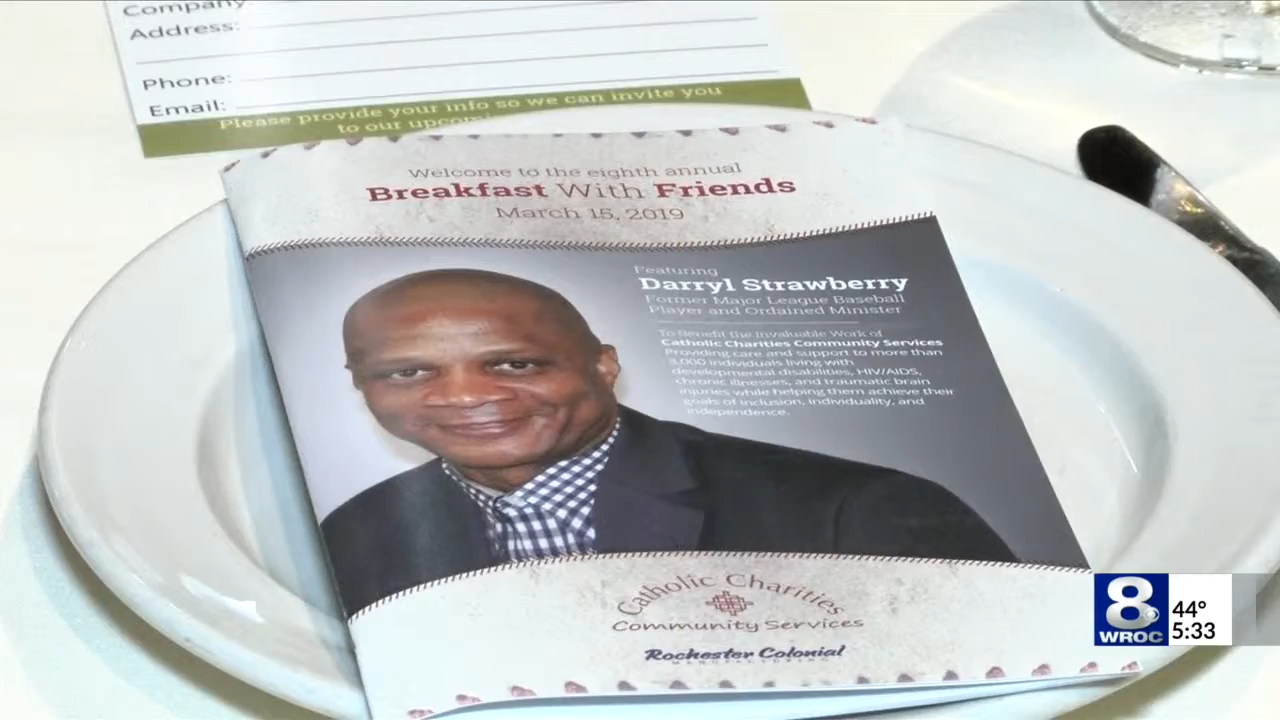 Company:
Address:
Phone:
Email:
Please provide your info so we can invite you
to our upcomi
Welcome to the eighth annual
Breakfast With Friends
March 15, 2019
Featuring
Darryl Strawberry
Former Major League Baseball
Player and Ordained Minister
To Benefit the Invaluable Work of
Catholic Charities Community Services
Providing care and support to more than
3,000 individuals living with
developmental disabilities, HIV/AIDS,
chronic illnesses, and traumatic brain
injuries while helping them achieve their
goals of inclusion, individuality, and
independence.
Catholic Charities
Community Services
Rochester Colonial
MANUFACTURING
8
WROC
44°
5:33